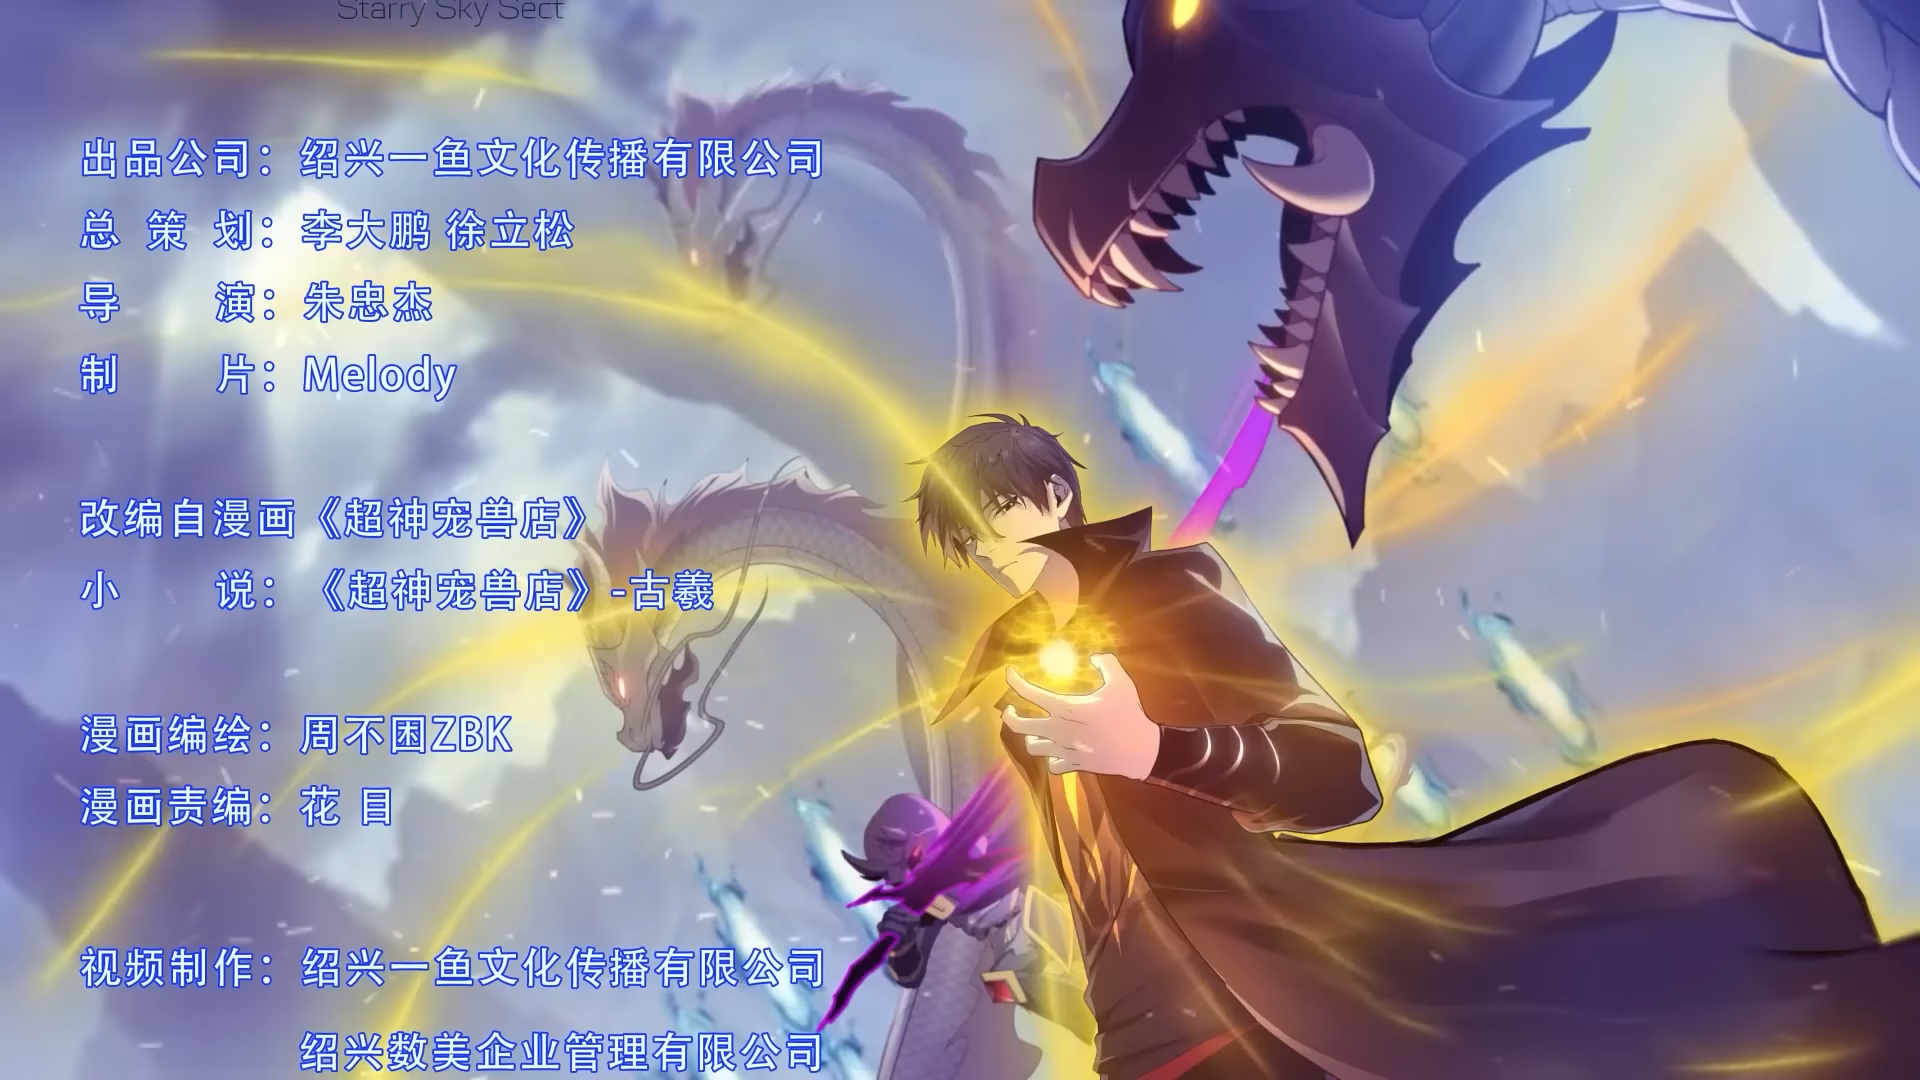 Starry Sky Sect
出品公司：绍兴一鱼文化传播有限公司
总 策 划：李大鹏 徐立松
导 演：朱忠杰
制 片：Melody
改编自漫画《超神宠兽店》
小 说：《超神宠兽店》-古羲
漫画编绘：周不困ZBK
漫画责编：花 目
视频制作：绍兴一鱼文化传播有限公司
绍兴数美企业管理有限公司